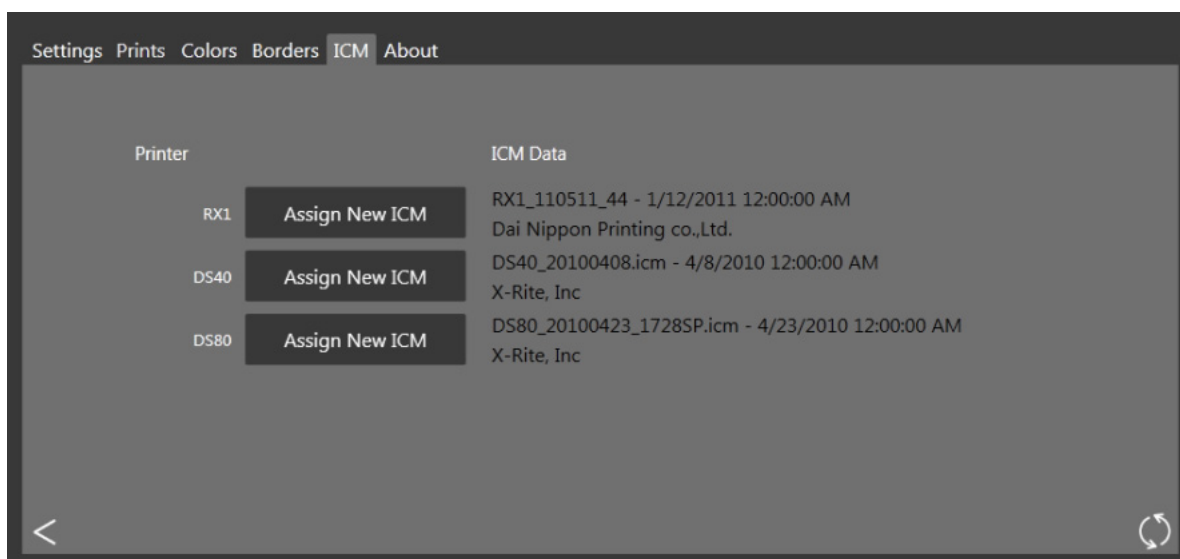 Settings Prints Colors Borders ICM About
Printer ICM Data
RX1 Assign New ICM RX1_110511_44 - 1/12/2011 12:00:00 AM
Dai Nippon Printing co.,Ltd.
DS40 Assign New ICM DS40_20100408.icm - 4/8/2010 12:00:00 AM
X-Rite, Inc
DS80 Assign New ICM DS80_20100423_1728SP.icm - 4/23/2010 12:00:00 AM
X-Rite, Inc